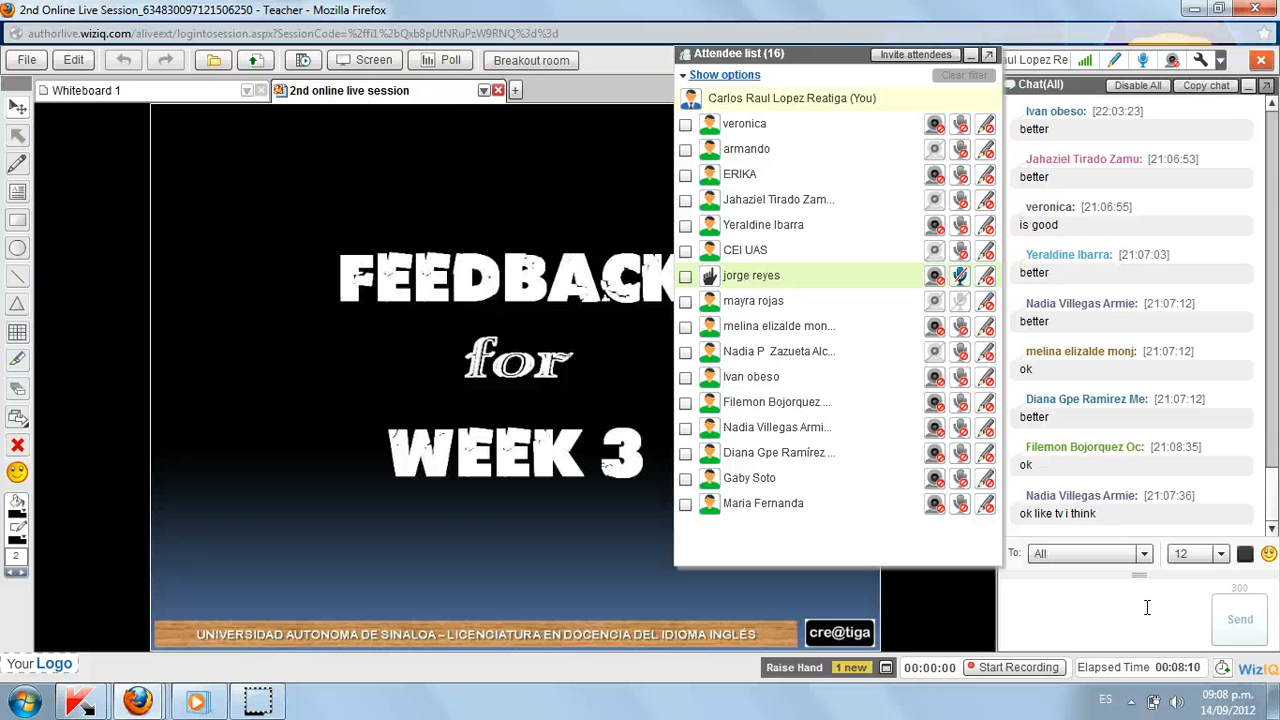 2nd Online Live Session_634830097121506250 - Teacher - Mozilla Firefox
authorlive.wiziq.com/aliveext/logintosession.aspx?SessionCode=%2ffi1%2bQxb8pUtNRuPzW9RNQ%3d%3d
File Edit Screen Poll Breakout room
Attendee list (16) Invite attendees
aul Lopez Re
Whiteboard 1 2nd online live session
Show options Clear filter
Carlos Raul Lopez Reatiga (You)
veronica
armando
ERIKA
Jahaziel Tirado Zam...
Yeraldine Ibarra
CEI UAS
jorge reyes
mayra rojas
melina elizalde mon...
Nadia P Zazueta Alc...
Ivan obeso
Filemon Bojorquez ...
Nadia Villegas Armi...
Diana Gpe Ramírez ...
Gaby Soto
Maria Fernanda
FEEDBACK
for
WEEK 3
UNIVERSIDAD AUTONOMA DE SINALOA – LICENCIATURA EN DOCENCIA DEL IDIOMA INGLÉS
cre@tiga
Chat(All) Disable All Copy chat
Ivan obeso: [22:03:23]
better
Jahaziel Tirado Zamu: [21:06:53]
better
veronica: [21:06:55]
is good
Yeraldine Ibarra: [21:07:03]
better
Nadia Villegas Armie: [21:07:12]
better
melina elizalde monj: [21:07:12]
ok
Diana Gpe Ramirez Me: [21:07:12]
better
Filemon Bojorquez Oc: [21:08:35]
ok
Nadia Villegas Armie: [21:07:36]
ok like tv i think
To: All 12
300
Send
2
Your Logo
Raise Hand 1 new 00:00:00 Start Recording Elapsed Time 00:08:10 WizIQ
ES 09:08 p.m.
14/09/2012